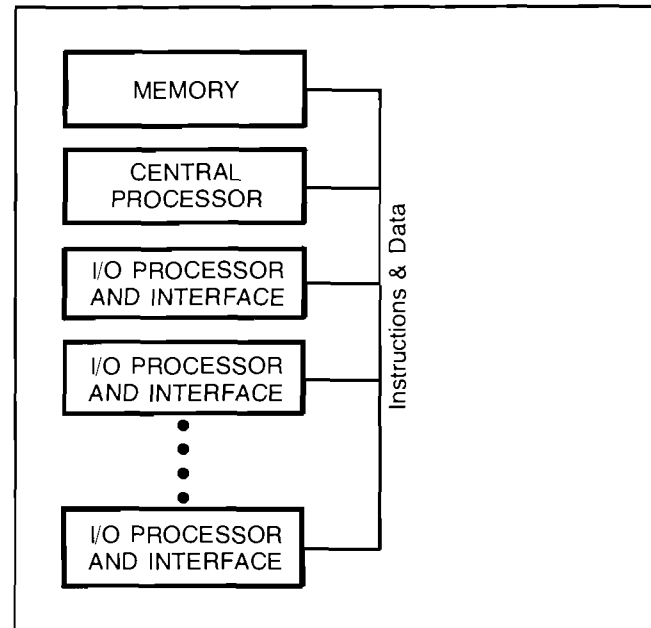 MEMORY
CENTRAL
PROCESSOR
I/O PROCESSOR
AND INTERFACE
I/O PROCESSOR
AND INTERFACE
I/O PROCESSOR
AND INTERFACE
Instructions & Data